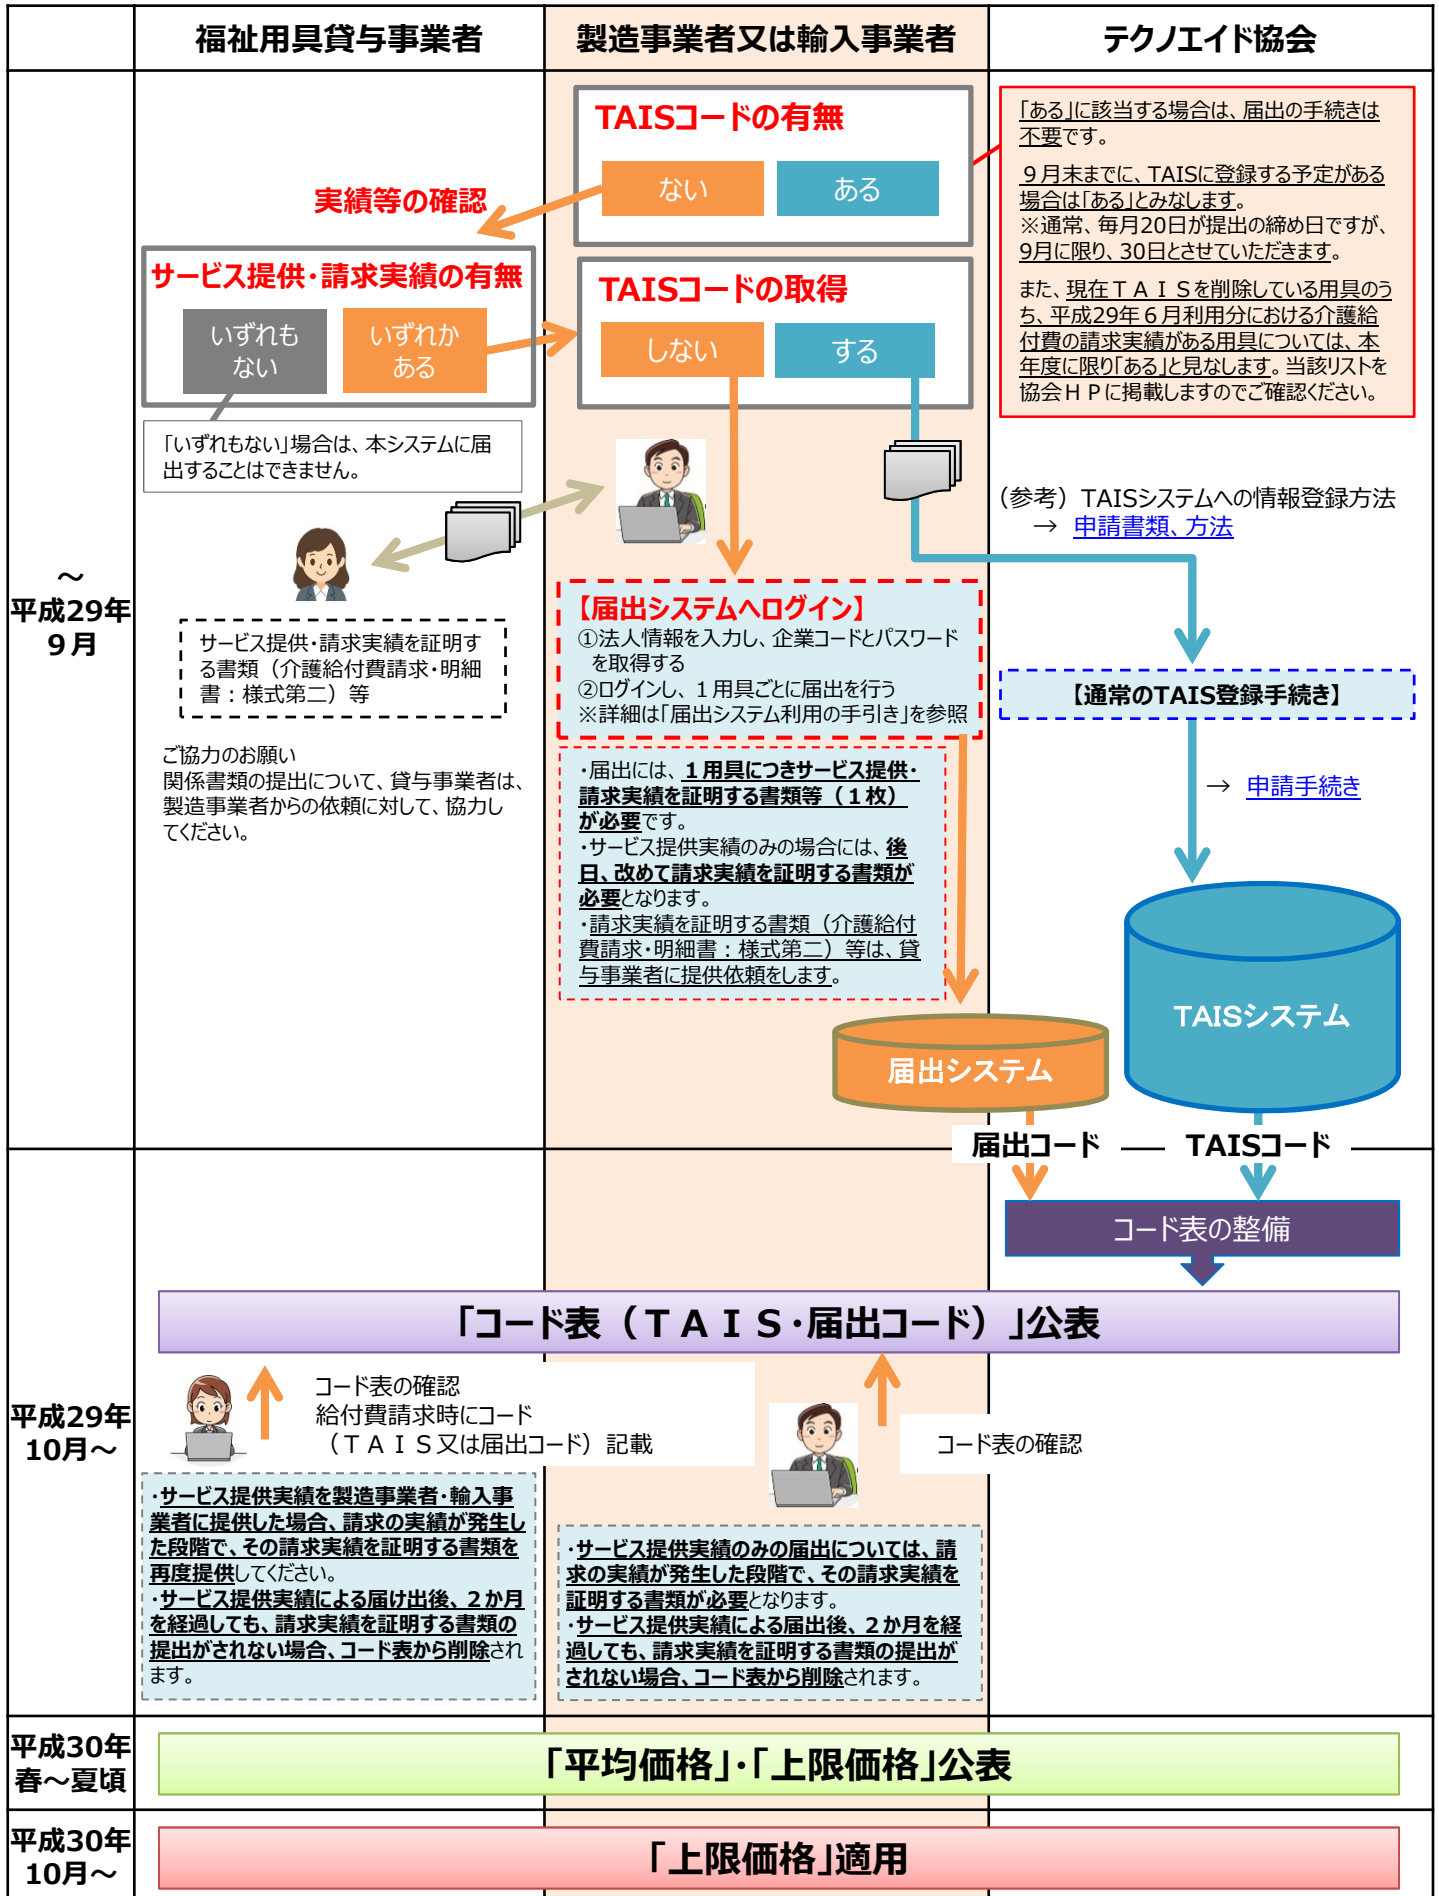 福祉用具貸与事業者
製造事業者又は輸入事業者
テクノエイド協会
～
平成29年
９月
TAISコードの有無
ない
ある
実績等の確認
サービス提供・請求実績の有無
いずれも
ない
いずれか
ある
TAISコードの取得
しない
する
「ある」に該当する場合は、届出の手続きは
不要です。
９月末までに、TAISに登録する予定がある
場合は「ある」とみなします。
※通常、毎月20日が提出の締め日ですが、
9月に限り、30日とさせていただきます。
また、現在ＴＡＩＳを削除している用具のう
ち、平成29年６月利用分における介護給
付費の請求実績がある用具については、本
年度に限り「ある」と見なします。当該リストを
協会ＨＰに掲載しますのでご確認ください。
「いずれもない」場合は、本システムに届
出することはできません。
（参考）TAISシステムへの情報登録方法
→ 申請書類、方法
サービス提供・請求実績を証明す
る書類（介護給付費請求・明細
書：様式第二）等
ご協力のお願い
関係書類の提出について、貸与事業者は、
製造事業者からの依頼に対して、協力し
てください。
【届出システムへログイン】
①法人情報を入力し、企業コードとパスワード
を取得する
②ログインし、１用具ごとに届出を行う
※詳細は「届出システム利用の手引き」を参照
・届出には、１用具につきサービス提供・
請求実績を証明する書類等（１枚）
が必要です。
・サービス提供実績のみの場合には、後
日、改めて請求実績を証明する書類が
必要となります。
・請求実績を証明する書類（介護給付
費請求・明細書：様式第二）等は、貸
与事業者に提供依頼をします。
【通常のTAIS登録手続き】
→ 申請手続き
TAISシステム
届出システム
届出コード
TAISコード
コード表の整備
平成29年
10月～
「コード表（ＴＡＩＳ・届出コード）」公表
コード表の確認
給付費請求時にコード
（ＴＡＩＳ又は届出コード）記載
コード表の確認
・サービス提供実績を製造事業者・輸入事
業者に提供した場合、請求の実績が発生し
た段階で、その請求実績を証明する書類を
再度提供してください。
・サービス提供実績による届け出後、２か月
を経過しても、請求実績を証明する書類の
提出がされない場合、コード表から削除され
ます。
・サービス提供実績のみの届出については、請
求の実績が発生した段階で、その請求実績を
証明する書類が必要となります。
・サービス提供実績による届出後、２か月を経
過しても、請求実績を証明する書類の提出が
されない場合、コード表から削除されます。
平成30年
春～夏頃
「平均価格」・「上限価格」公表
平成30年
10月～
「上限価格」適用